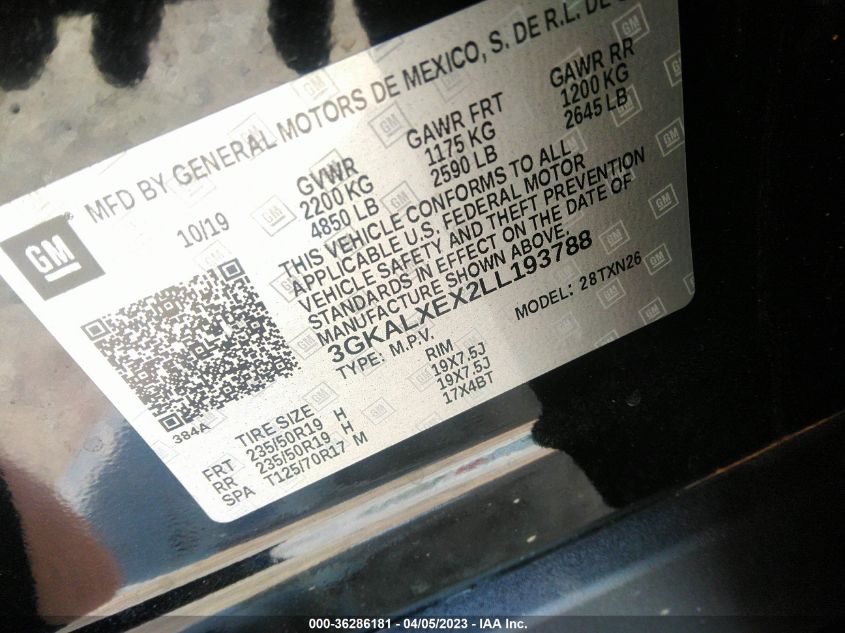 MFD BY GENERAL MOTORS DE MEXICO, S. DE R.L. DE
10/19
GVWR
2200 KG
4850 LB
GAWR FRT
1175 KG
2590 LB
GAWR RR
1200 KG
2645 LB
GM
THIS VEHICLE CONFORMS TO ALL
APPLICABLE U.S. FEDERAL MOTOR
VEHICLE SAFETY AND THEFT PREVENTION
STANDARDS IN EFFECT ON THE DATE OF
MANUFACTURE SHOWN ABOVE.
3GKALXEX2LL193788
TYPE: M.P.V.
MODEL: 28TXN26
384A
TIRE SIZE RIM
FRT 235/50R19 H 19X7.5J
RR 235/50R19 H 19X7.5J
SPA T125/70R17 M 17X4BT
000-36286181 - 04/05/2023 - IAA Inc.